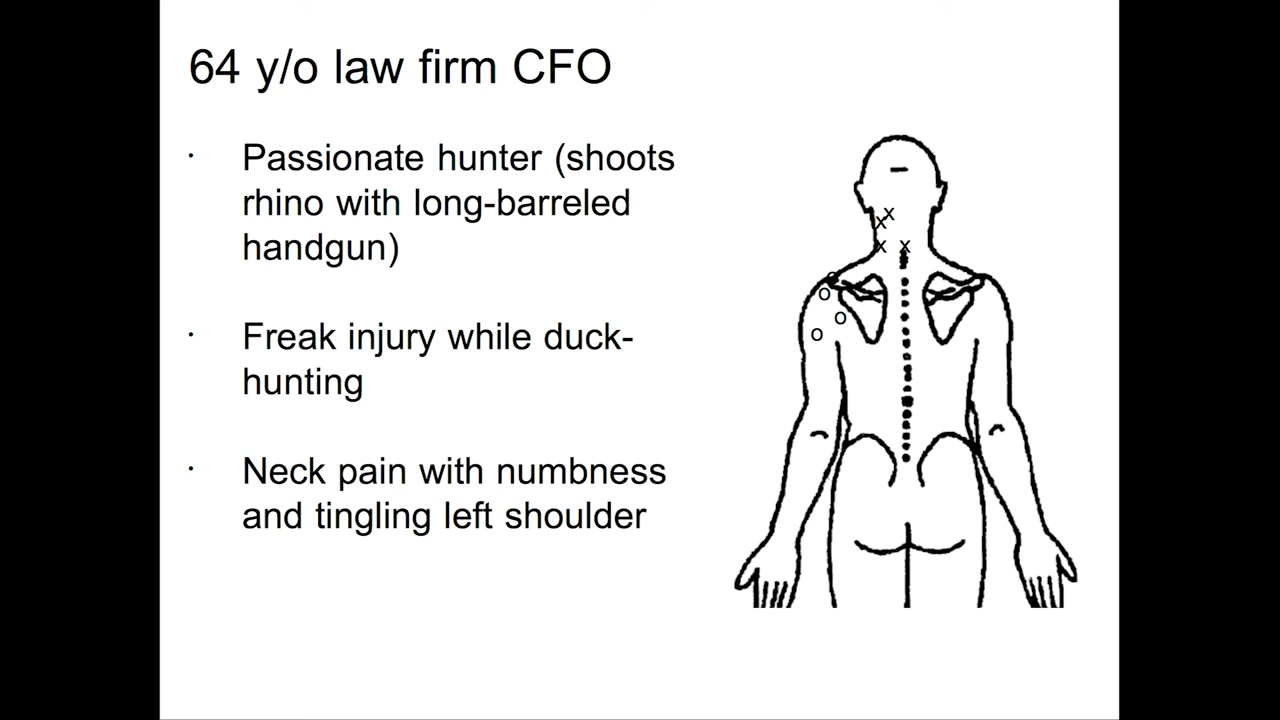 64 y/o law firm CFO
· Passionate hunter (shoots
rhino with long-barreled
handgun)
· Freak injury while duck-
hunting
· Neck pain with numbness
and tingling left shoulder
x
x
x x
o
o
o
o